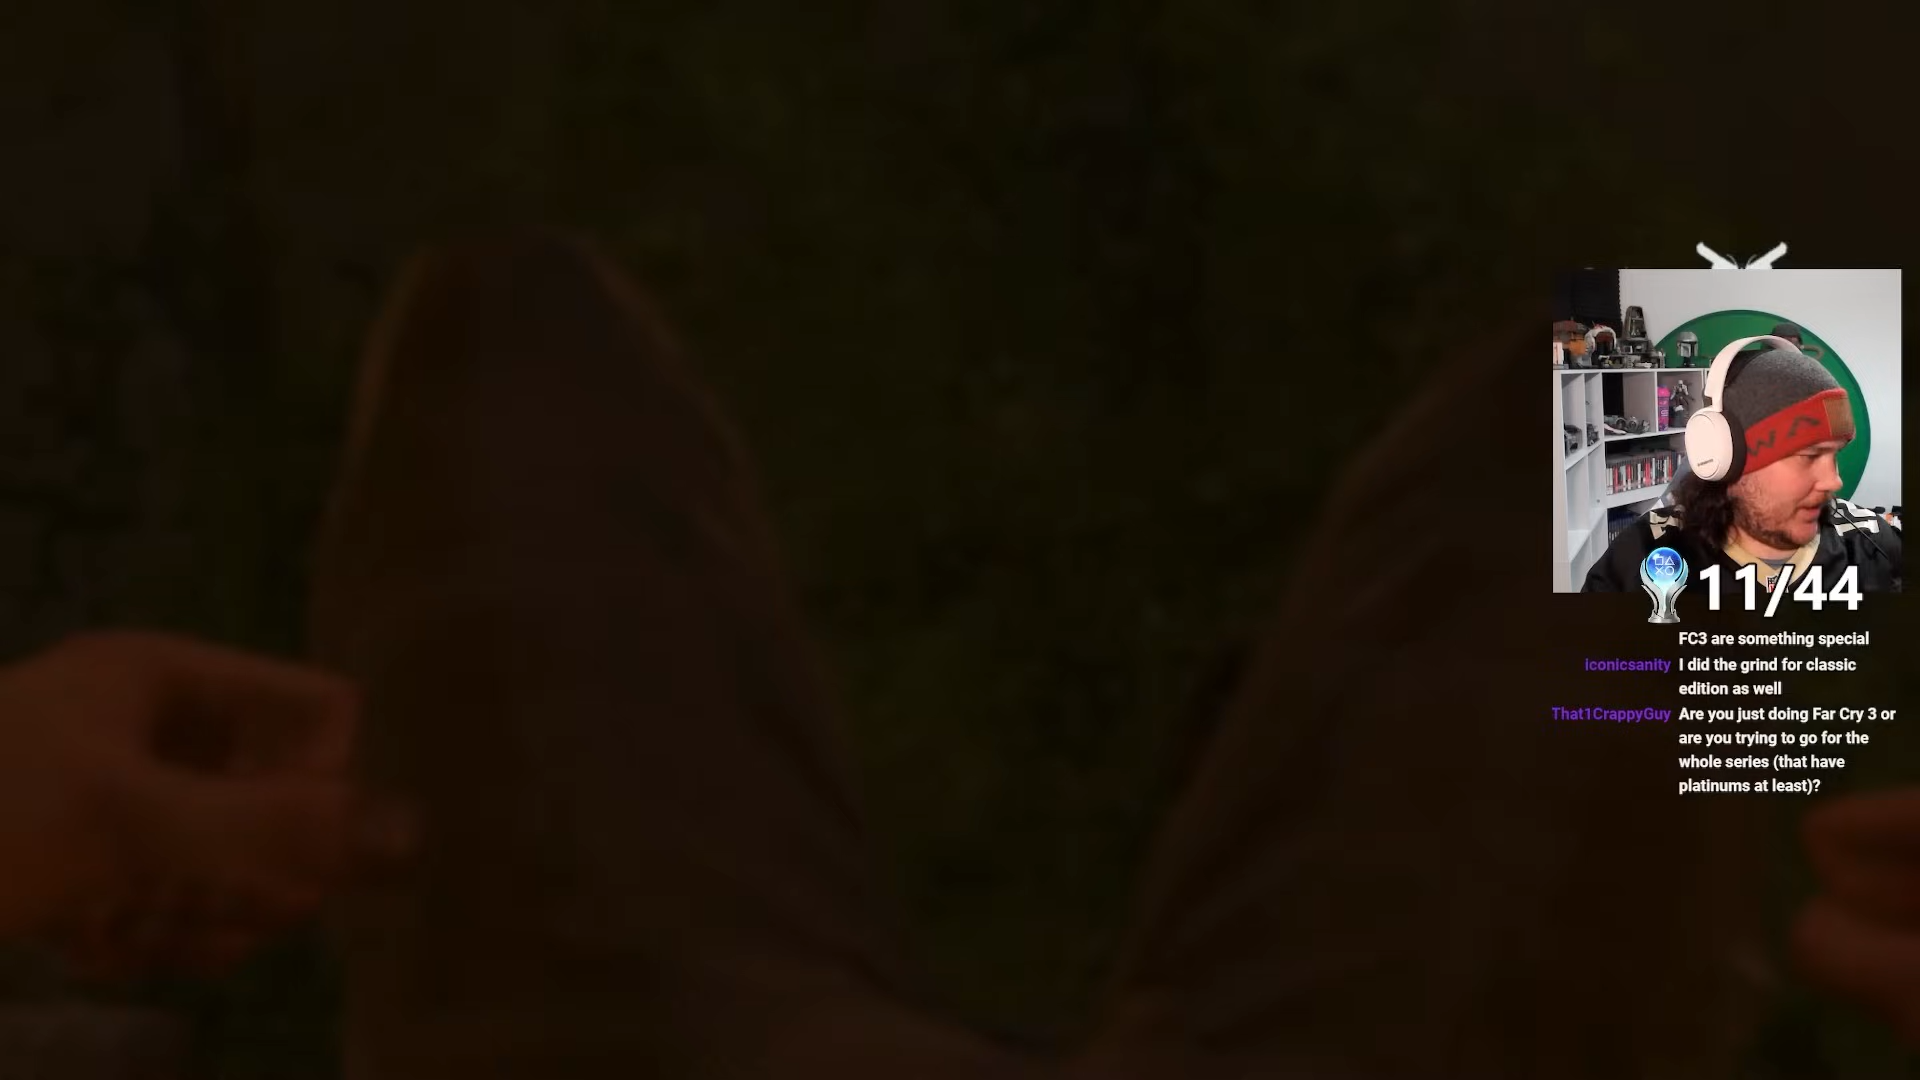 11/44
FC3 are something special
iconicsanity I did the grind for classic
edition as well
That1CrappyGuy Are you just doing Far Cry 3 or
are you trying to go for the
whole series (that have
platinums at least)?